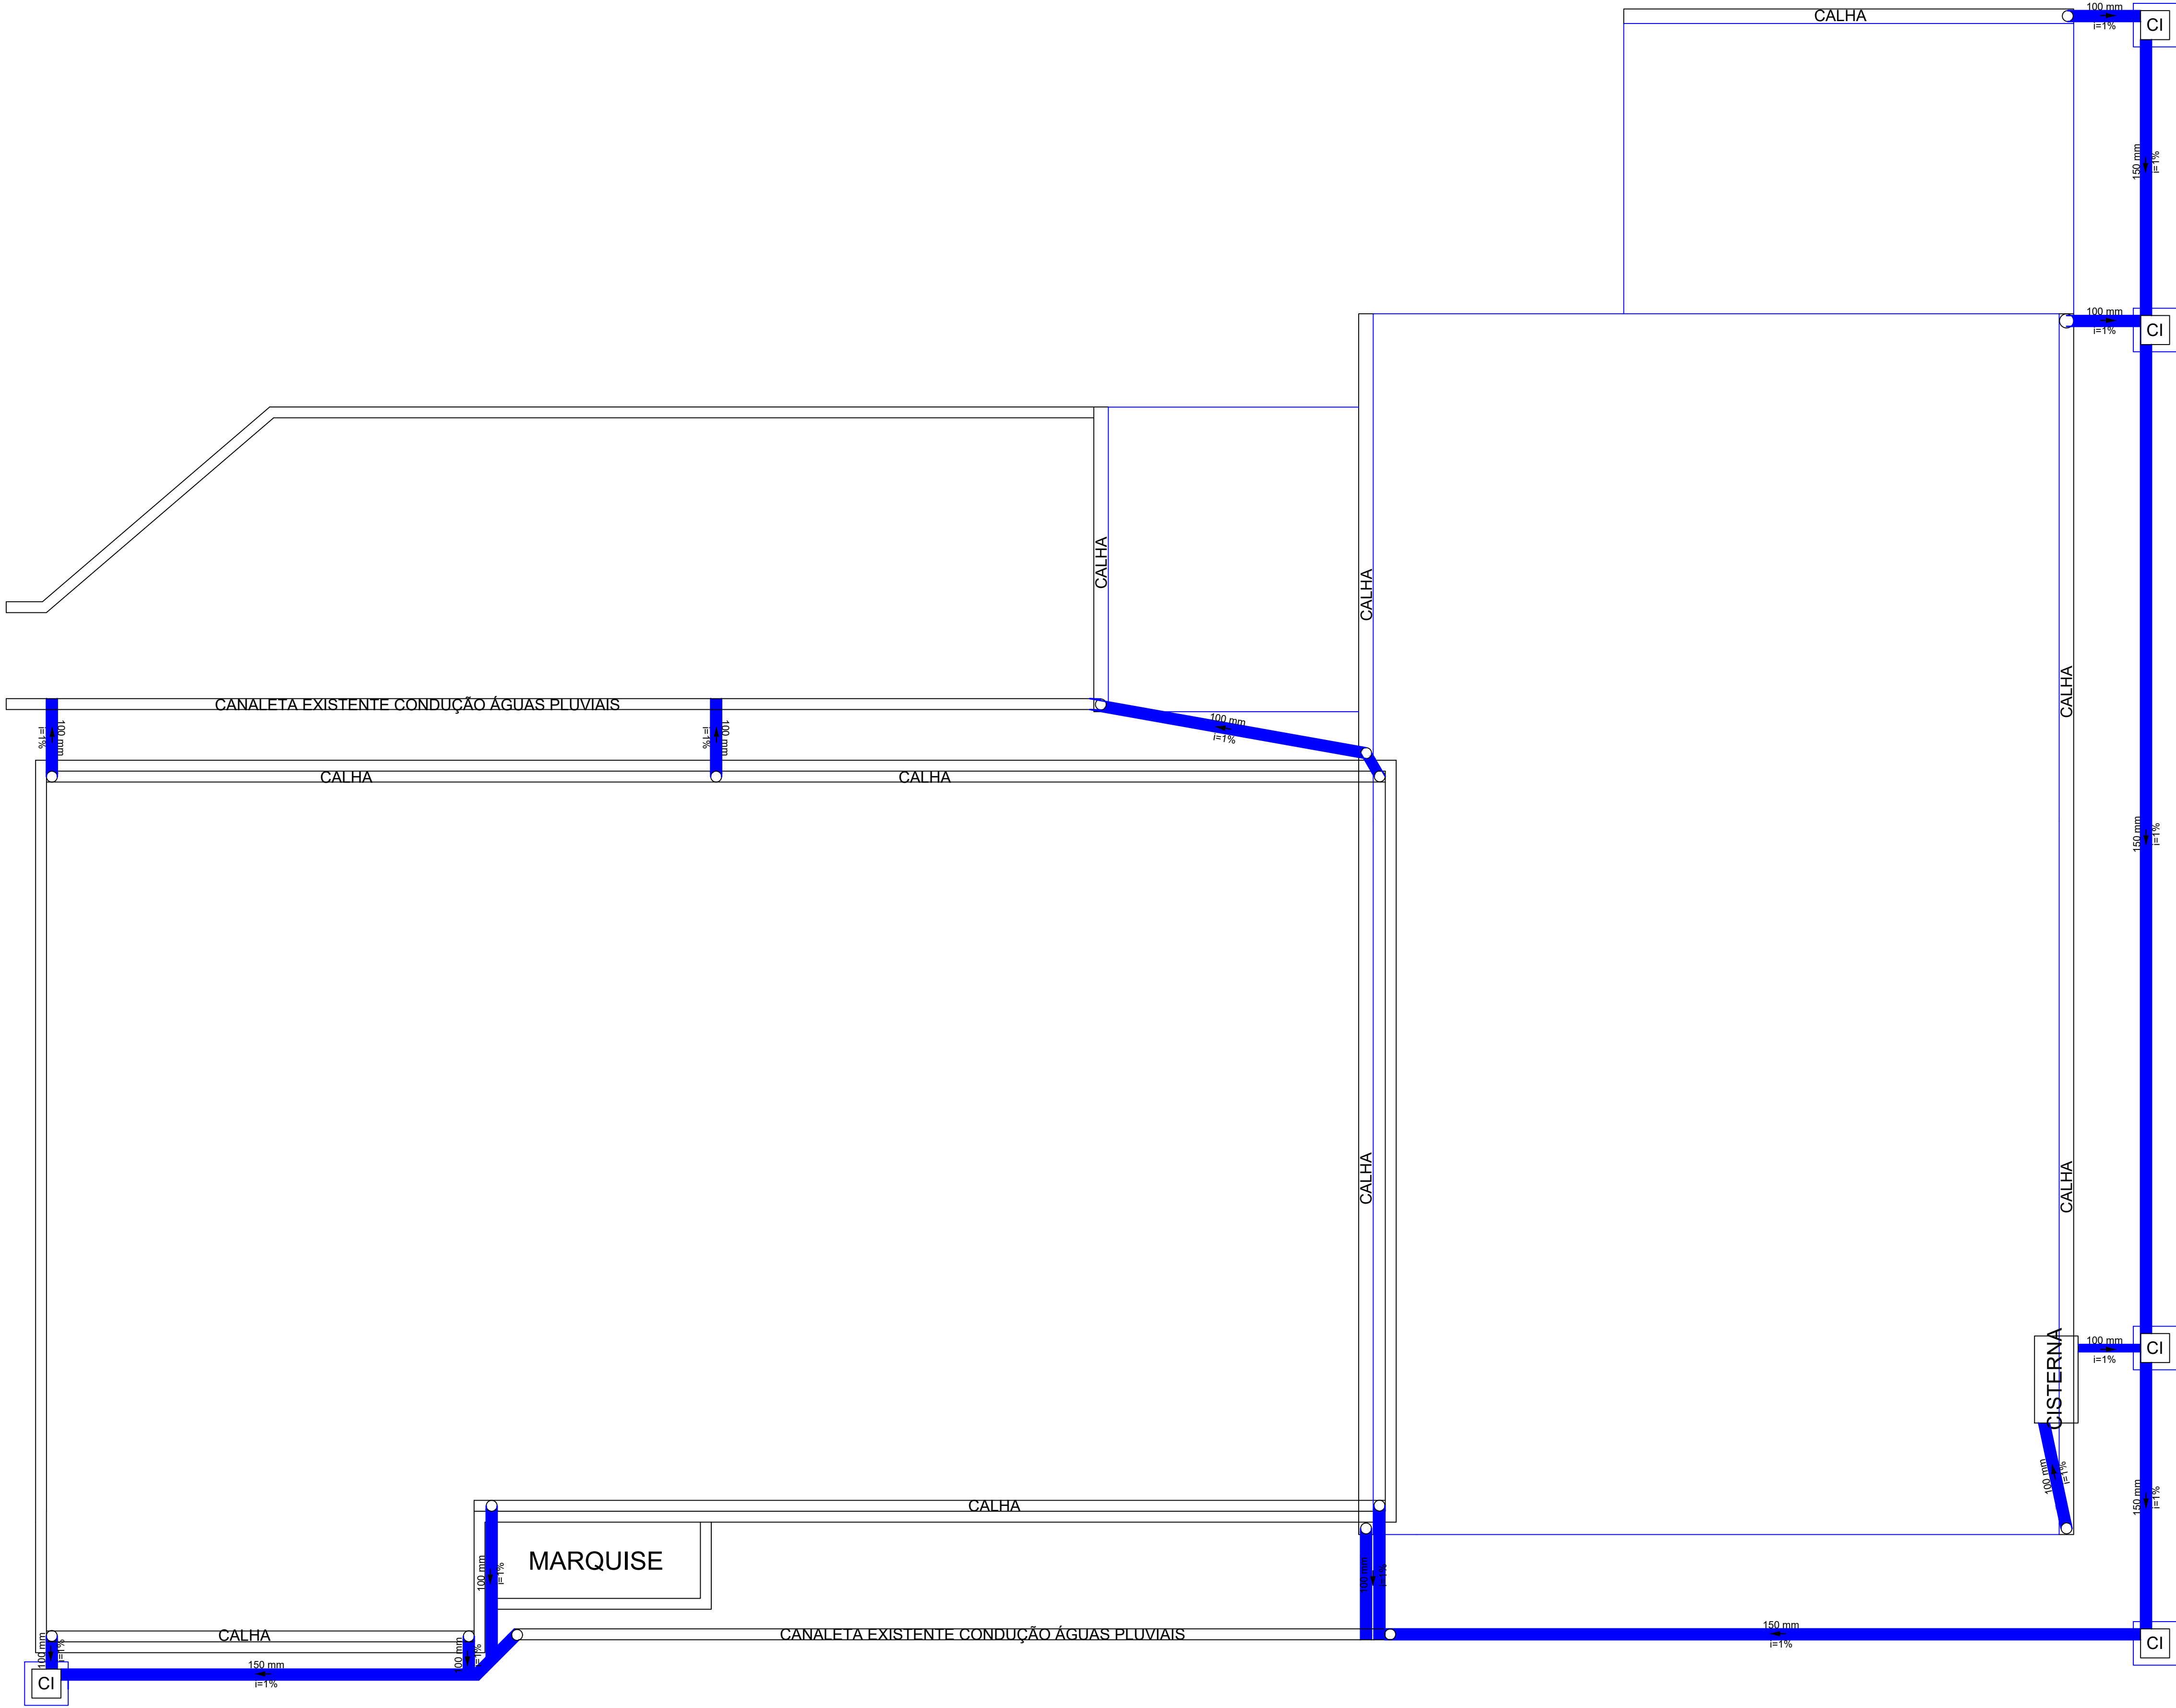 CALHA
100 mm
i=1%
CI
150 mm
i=1%
100 mm
i=1%
CI
CALHA
CALHA
CALHA
CANALETA EXISTENTE CONDUÇÃO ÁGUAS PLUVIAIS
100 mm
i=1%
100 mm
i=1%
100 mm
i=1%
CALHA
CALHA
150 mm
i=1%
CALHA
CALHA
CISTERNA
100 mm
i=1%
CI
100 mm
i=1%
150 mm
i=1%
CALHA
MARQUISE
100 mm
i=1%
100 mm
i=1%
CALHA
CANALETA EXISTENTE CONDUÇÃO ÁGUAS PLUVIAIS
150 mm
i=1%
CI
100 mm
i=1%
100 mm
i=1%
150 mm
i=1%
CI